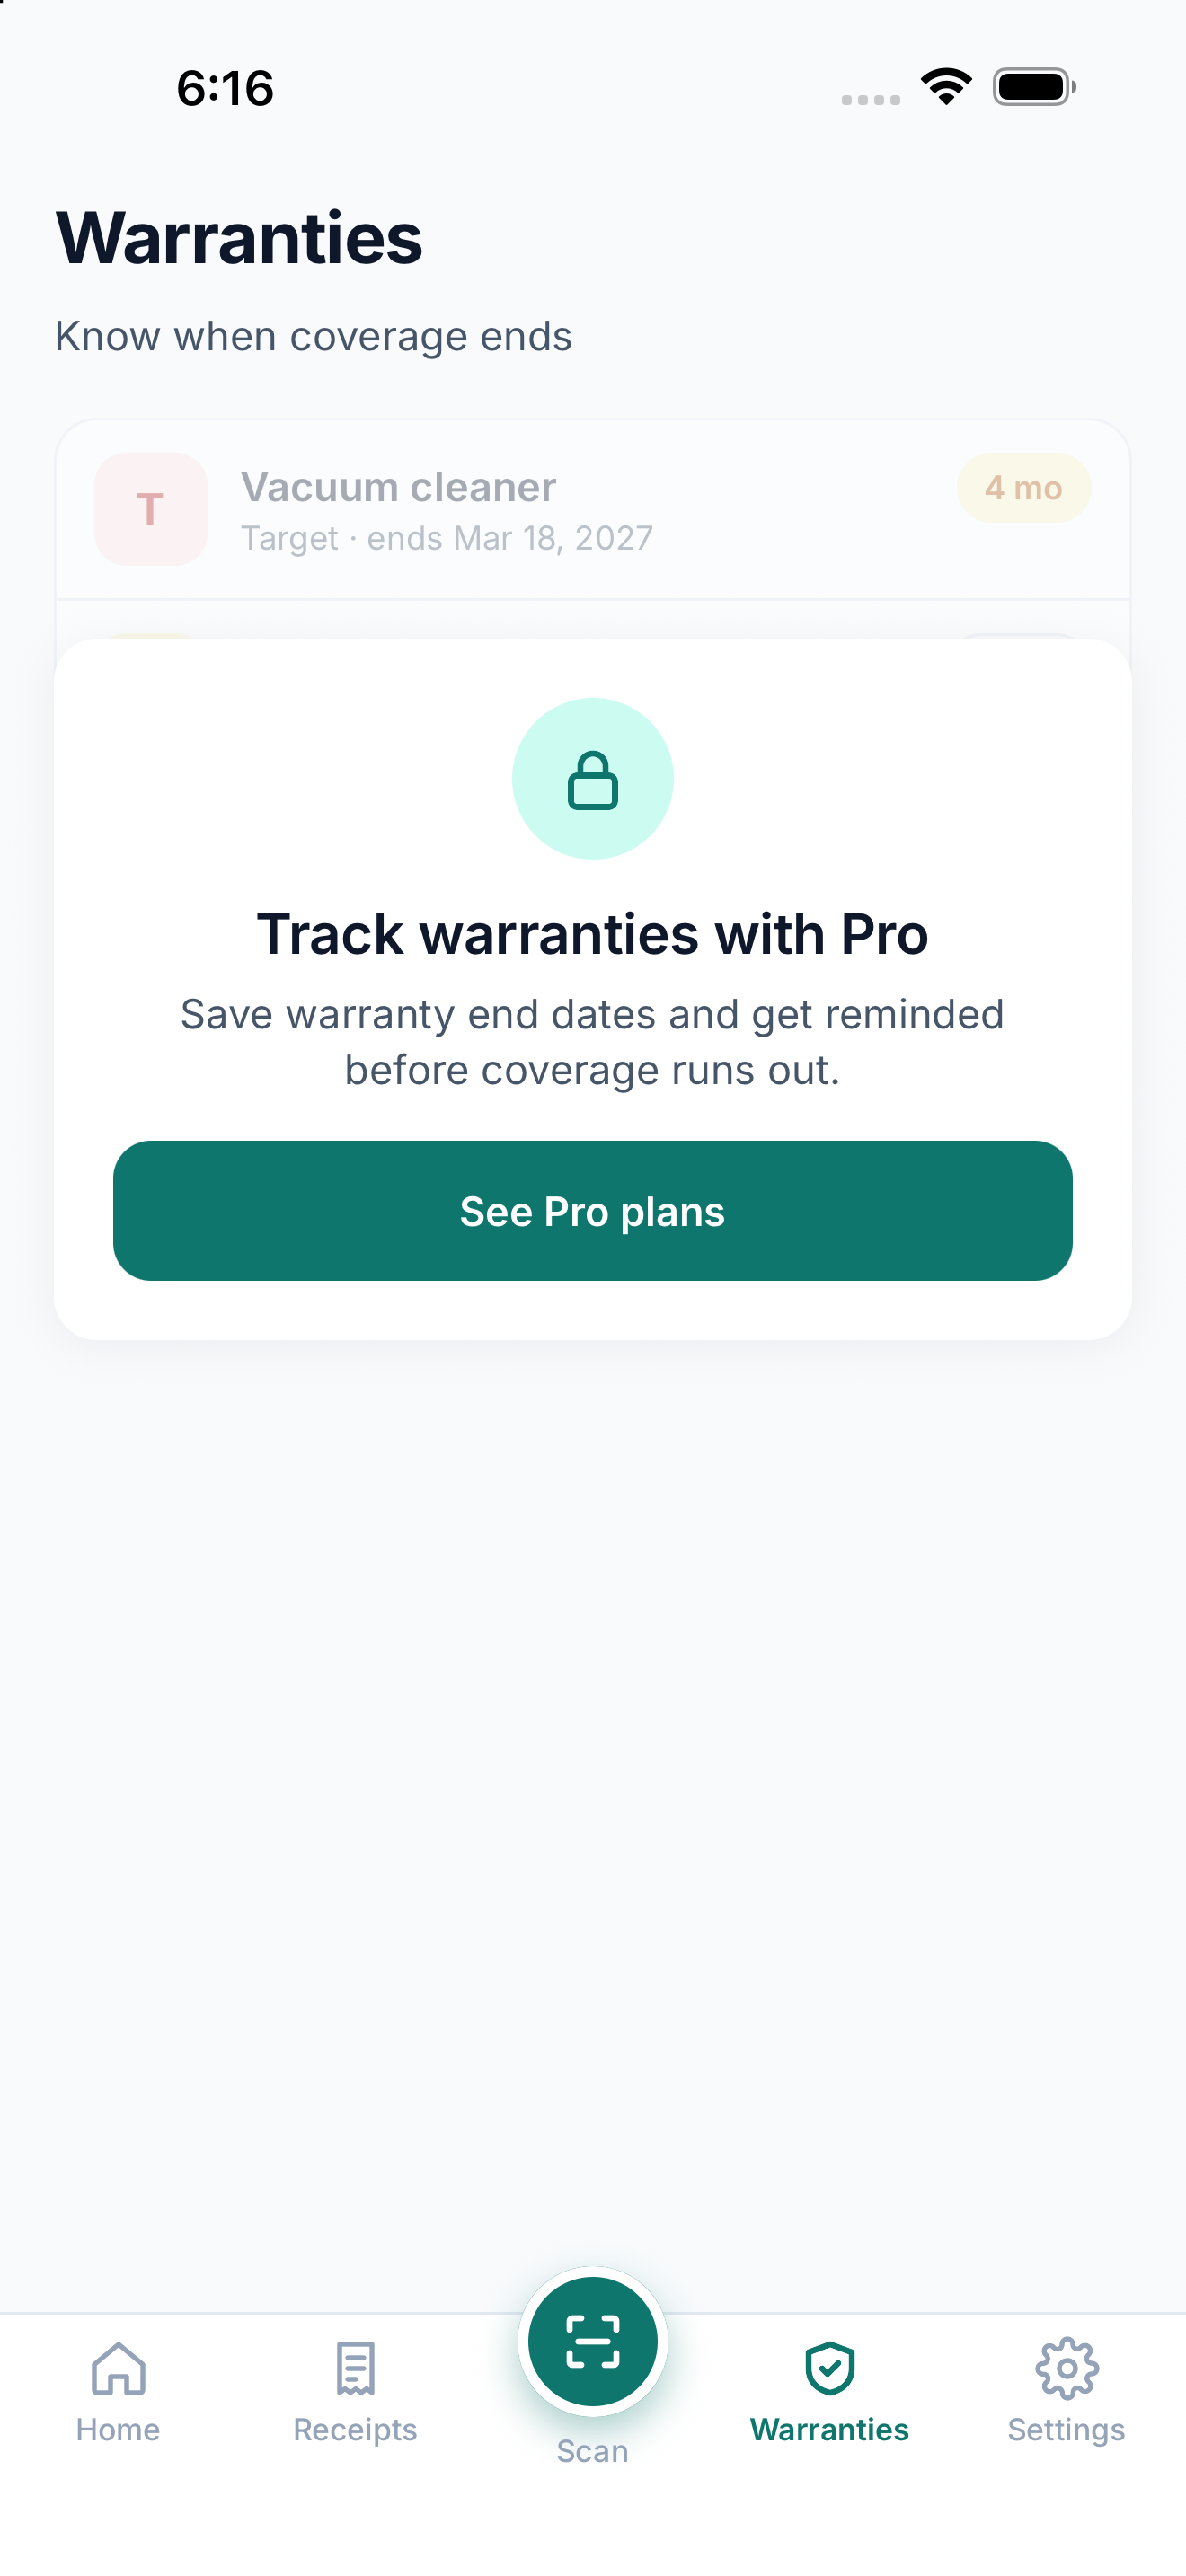 6:16
Warranties
Know when coverage ends
T
Vacuum cleaner
4 mo
Target · ends Mar 18, 2027
Track warranties with Pro
Save warranty end dates and get reminded
before coverage runs out.
See Pro plans
Home
Receipts
Scan
Warranties
Settings